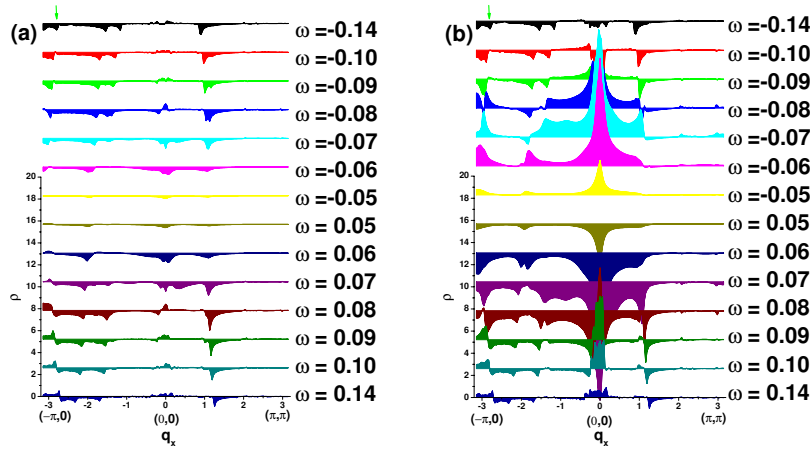 (a)
ω =-0.14
ω =-0.10
ω =-0.09
ω =-0.08
ω =-0.07
ω =-0.06
ω =-0.05
ω = 0.05
ω = 0.06
ω = 0.07
ω = 0.08
ω = 0.09
ω = 0.10
ω = 0.14
20
18
16
14
12
10
8
6
4
2
0
ρ
-3 -2 -1 0 1 2 3
(−π,0) (0,0) (π,π)
q_x
(b)
ω =-0.14
ω =-0.10
ω =-0.09
ω =-0.08
ω =-0.07
ω =-0.06
ω =-0.05
ω = 0.05
ω = 0.06
ω = 0.07
ω = 0.08
ω = 0.09
ω = 0.10
ω = 0.14
20
18
16
14
12
10
8
6
4
2
0
ρ
-3 -2 -1 0 1 2 3
(−π,0) (0,0) (π,π)
q_x